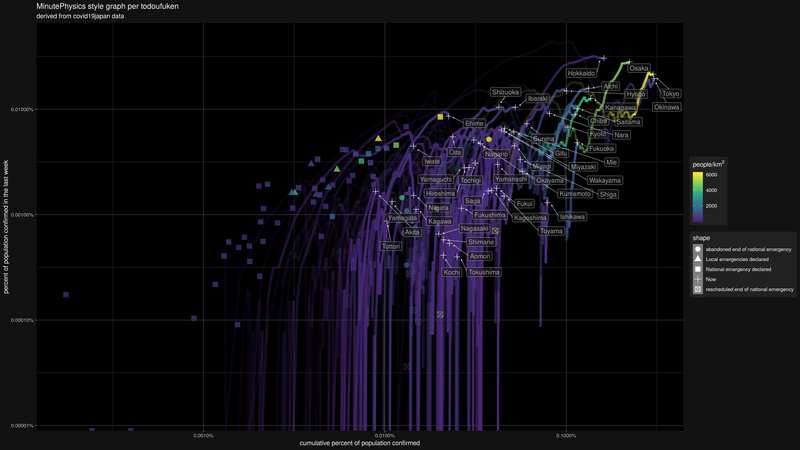 MinutePhysics style graph per todoufuken
derived from covid19japan data
percent of population confirmed in the last week
0.01000%
0.00100%
0.00010%
0.00001%
0.0010%
0.0100%
0.1000%
cumulative percent of population confirmed
Hokkaido
Osaka
Aichi
Hyogo
Tokyo
Okinawa
Kanagawa
Shizuoka
Ibaraki
Chiba
Saitama
Ehime
Kyoto
Nara
Gunma
Fukuoka
Oita
Nagano
Gifu
Mie
Iwate
Miyagi
Miyazaki
Yamaguchi
Tochigi
Yamanashi
Okayama
Wakayama
Hiroshima
Kumamoto
Shiga
Saga
Fukui
Niigata
Fukushima
Kagoshima
Ishikawa
Yamagata
Kagawa
Akita
Nagasaki
Toyama
Tottori
Shimane
Aomori
Kochi
Tokushima
people/km²
6000
4000
2000
shape
abandoned end of national emergency
Local emergencies declared
National emergency declared
Now
rescheduled end of national emergency